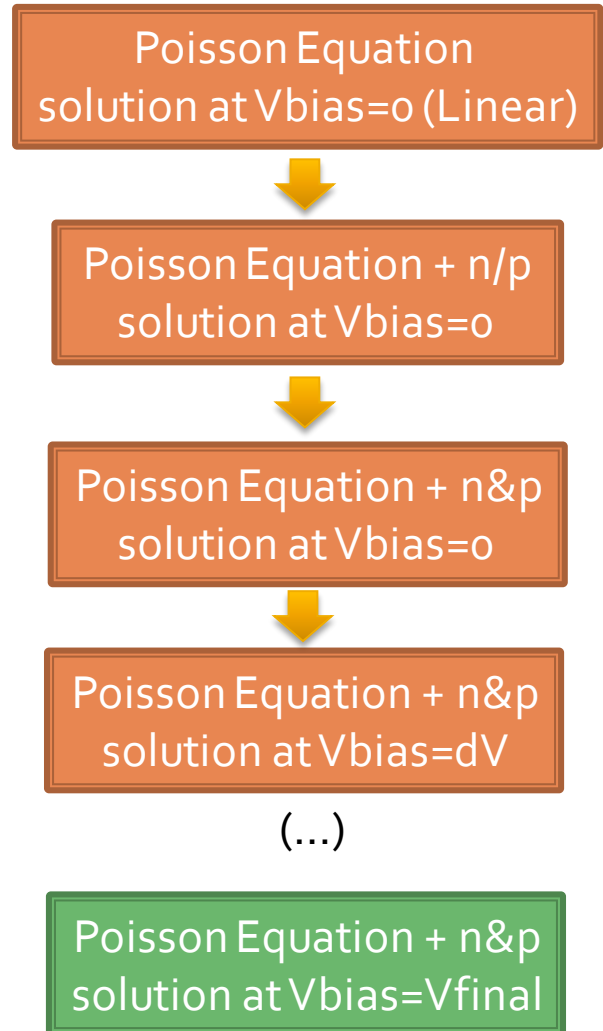 Poisson Equation
solution at Vbias=0 (Linear)
Poisson Equation + n/p
solution at Vbias=0
Poisson Equation + n&p
solution at Vbias=0
Poisson Equation + n&p
solution at Vbias=dV
(...)
Poisson Equation + n&p
solution at Vbias=Vfinal